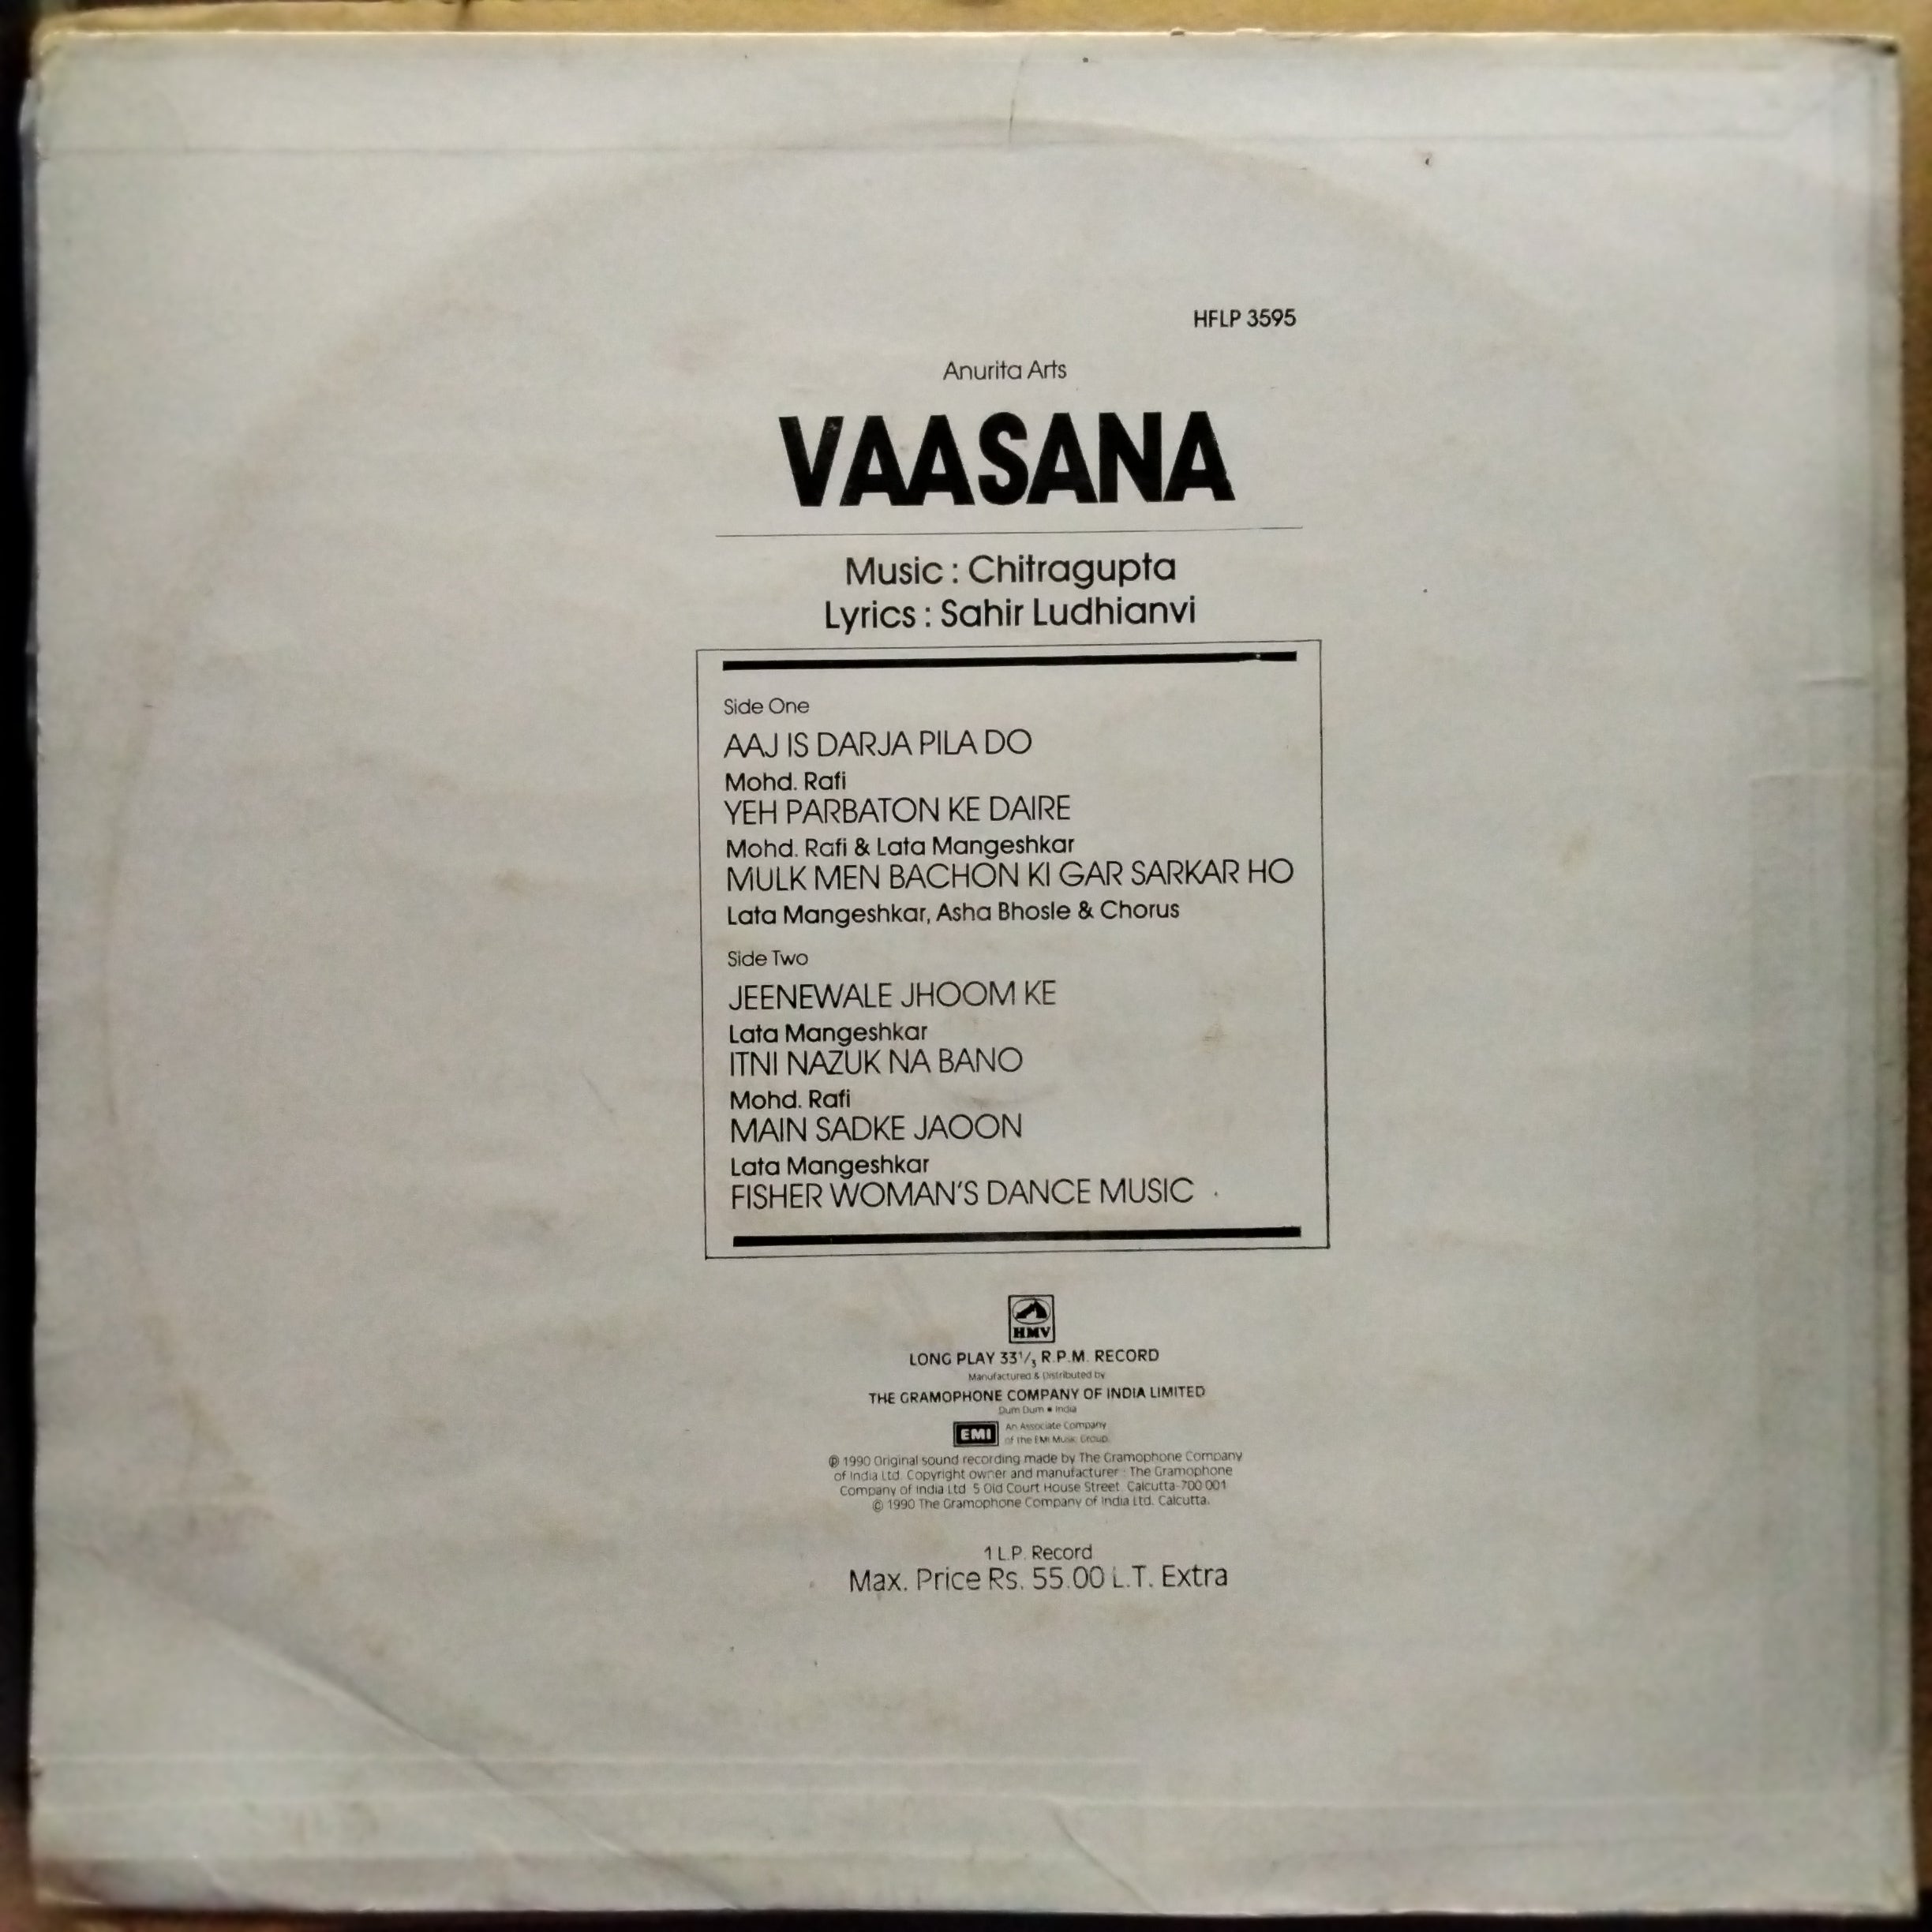 HFLP 3595
Anurita Arts
VAASANA
Music : Chitragupta
Lyrics : Sahir Ludhianvi
Side One
AAJ IS DARJA PILA DO
Mohd. Rafi
YEH PARBATON KE DAIRE
Mohd. Rafi & Lata Mangeshkar
MULK MEN BACHON KI GAR SARKAR HO
Lata Mangeshkar, Asha Bhosle & Chorus
Side Two
JEENEWALE JHOOM KE
Lata Mangeshkar
ITNI NAZUK NA BANO
Mohd. Rafi
MAIN SADKE JAOON
Lata Mangeshkar
FISHER WOMAN'S DANCE MUSIC
HMV
LONG PLAY 33 1/3 R.P.M. RECORD
Manufactured & Distributed by
THE GRAMOPHONE COMPANY OF INDIA LIMITED
Dum Dum • India
EMI An Associate Company
of the EMI Music Group.
℗ 1990 Original sound recording made by The Gramophone Company
of India Ltd. Copyright owner and manufacturer : The Gramophone
Company of India Ltd. 5 Old Court House Street. Calcutta-700 001
© 1990 The Gramophone Company of India Ltd. Calcutta.
1 L.P. Record
Max. Price Rs. 55.00 L.T. Extra